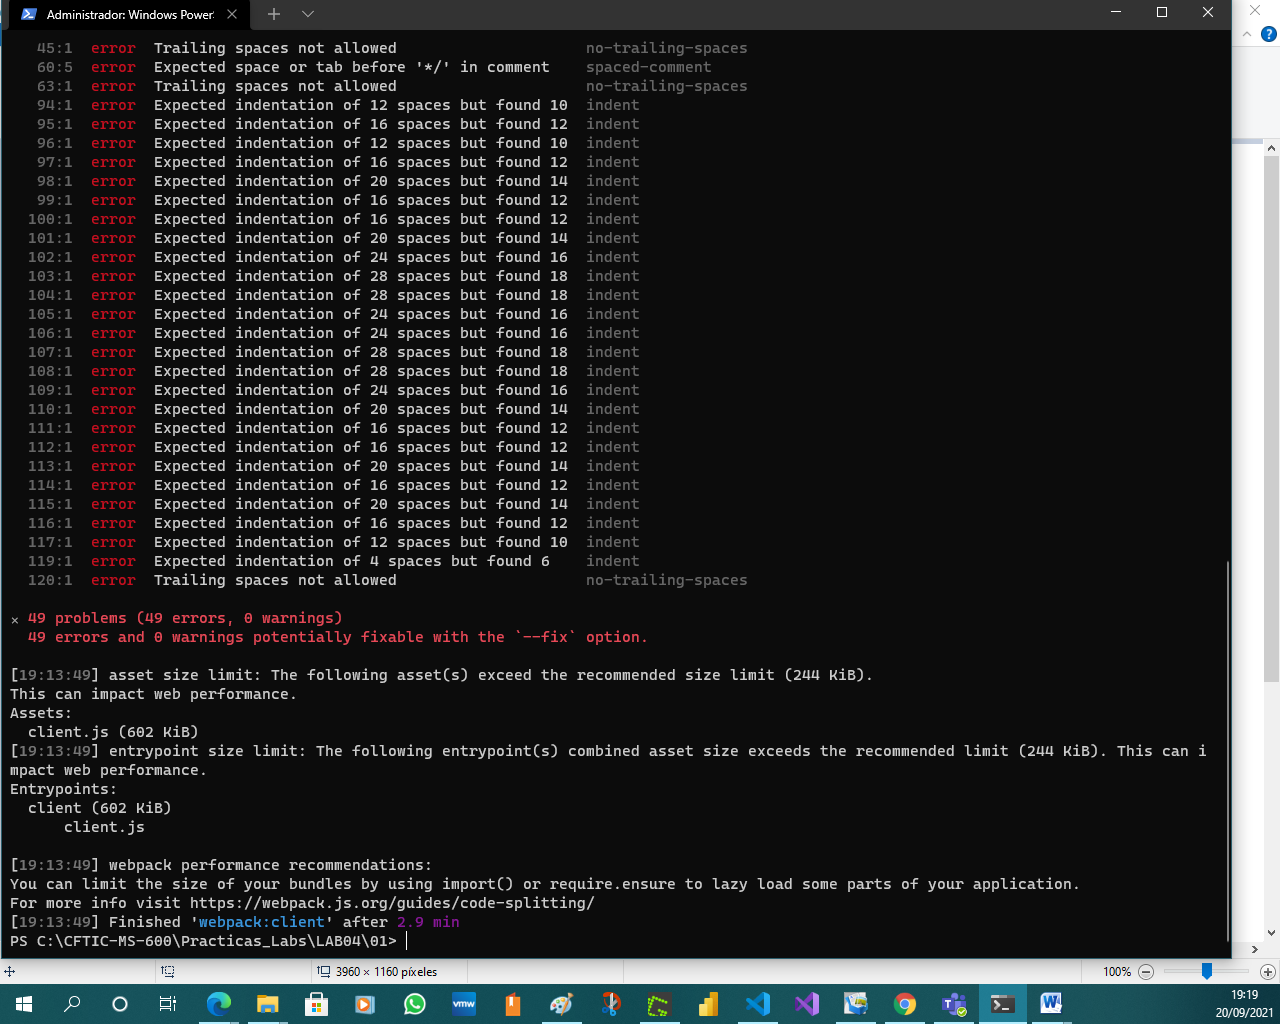 Administrador: Windows PowerS
45:1 error Trailing spaces not allowed no-trailing-spaces
60:5 error Expected space or tab before '*/' in comment spaced-comment
63:1 error Trailing spaces not allowed no-trailing-spaces
94:1 error Expected indentation of 12 spaces but found 10 indent
95:1 error Expected indentation of 16 spaces but found 12 indent
96:1 error Expected indentation of 12 spaces but found 10 indent
97:1 error Expected indentation of 16 spaces but found 12 indent
98:1 error Expected indentation of 20 spaces but found 14 indent
99:1 error Expected indentation of 16 spaces but found 12 indent
100:1 error Expected indentation of 16 spaces but found 12 indent
101:1 error Expected indentation of 20 spaces but found 14 indent
102:1 error Expected indentation of 24 spaces but found 16 indent
103:1 error Expected indentation of 28 spaces but found 18 indent
104:1 error Expected indentation of 28 spaces but found 18 indent
105:1 error Expected indentation of 24 spaces but found 16 indent
106:1 error Expected indentation of 24 spaces but found 16 indent
107:1 error Expected indentation of 28 spaces but found 18 indent
108:1 error Expected indentation of 28 spaces but found 18 indent
109:1 error Expected indentation of 24 spaces but found 16 indent
110:1 error Expected indentation of 20 spaces but found 14 indent
111:1 error Expected indentation of 16 spaces but found 12 indent
112:1 error Expected indentation of 16 spaces but found 12 indent
113:1 error Expected indentation of 20 spaces but found 14 indent
114:1 error Expected indentation of 16 spaces but found 12 indent
115:1 error Expected indentation of 20 spaces but found 14 indent
116:1 error Expected indentation of 16 spaces but found 12 indent
117:1 error Expected indentation of 12 spaces but found 10 indent
119:1 error Expected indentation of 4 spaces but found 6 indent
120:1 error Trailing spaces not allowed no-trailing-spaces
× 49 problems (49 errors, 0 warnings)
49 errors and 0 warnings potentially fixable with the `--fix` option.
[19:13:49] asset size limit: The following asset(s) exceed the recommended size limit (244 KiB).
This can impact web performance.
Assets:
client.js (602 KiB)
[19:13:49] entrypoint size limit: The following entrypoint(s) combined asset size exceeds the recommended limit (244 KiB). This can i
mpact web performance.
Entrypoints:
client (602 KiB)
client.js
[19:13:49] webpack performance recommendations:
You can limit the size of your bundles by using import() or require.ensure to lazy load some parts of your application.
For more info visit https://webpack.js.org/guides/code-splitting/
[19:13:49] Finished 'webpack:client' after 2.9 min
PS C:\CFTIC-MS-600\Practicas_Labs\LAB04\01>
3960 × 1160 píxeles
100%
vmw
19:19
20/09/2021